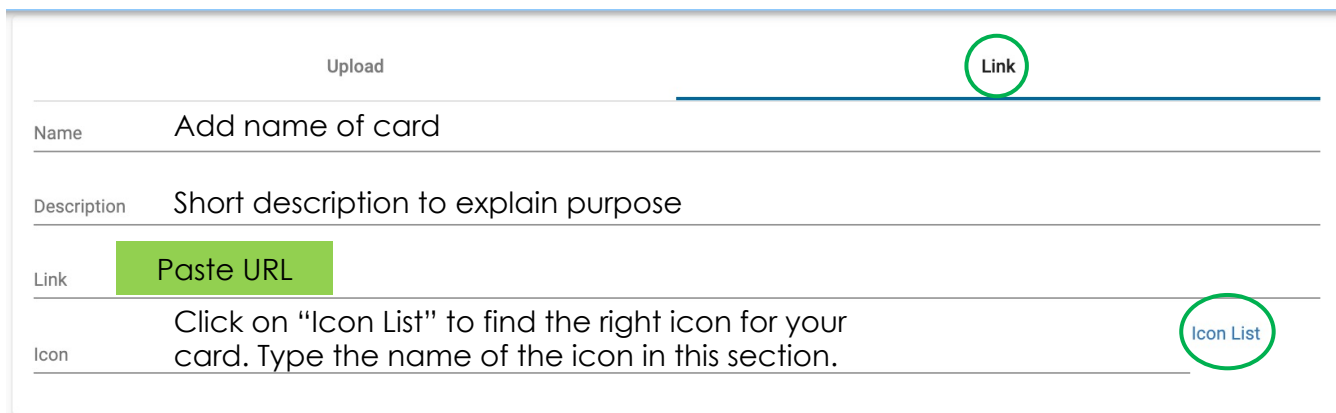 Upload
Link
Name
Add name of card
Description
Short description to explain purpose
Link
Paste URL
Icon
Click on “Icon List” to find the right icon for your
card. Type the name of the icon in this section.
Icon List